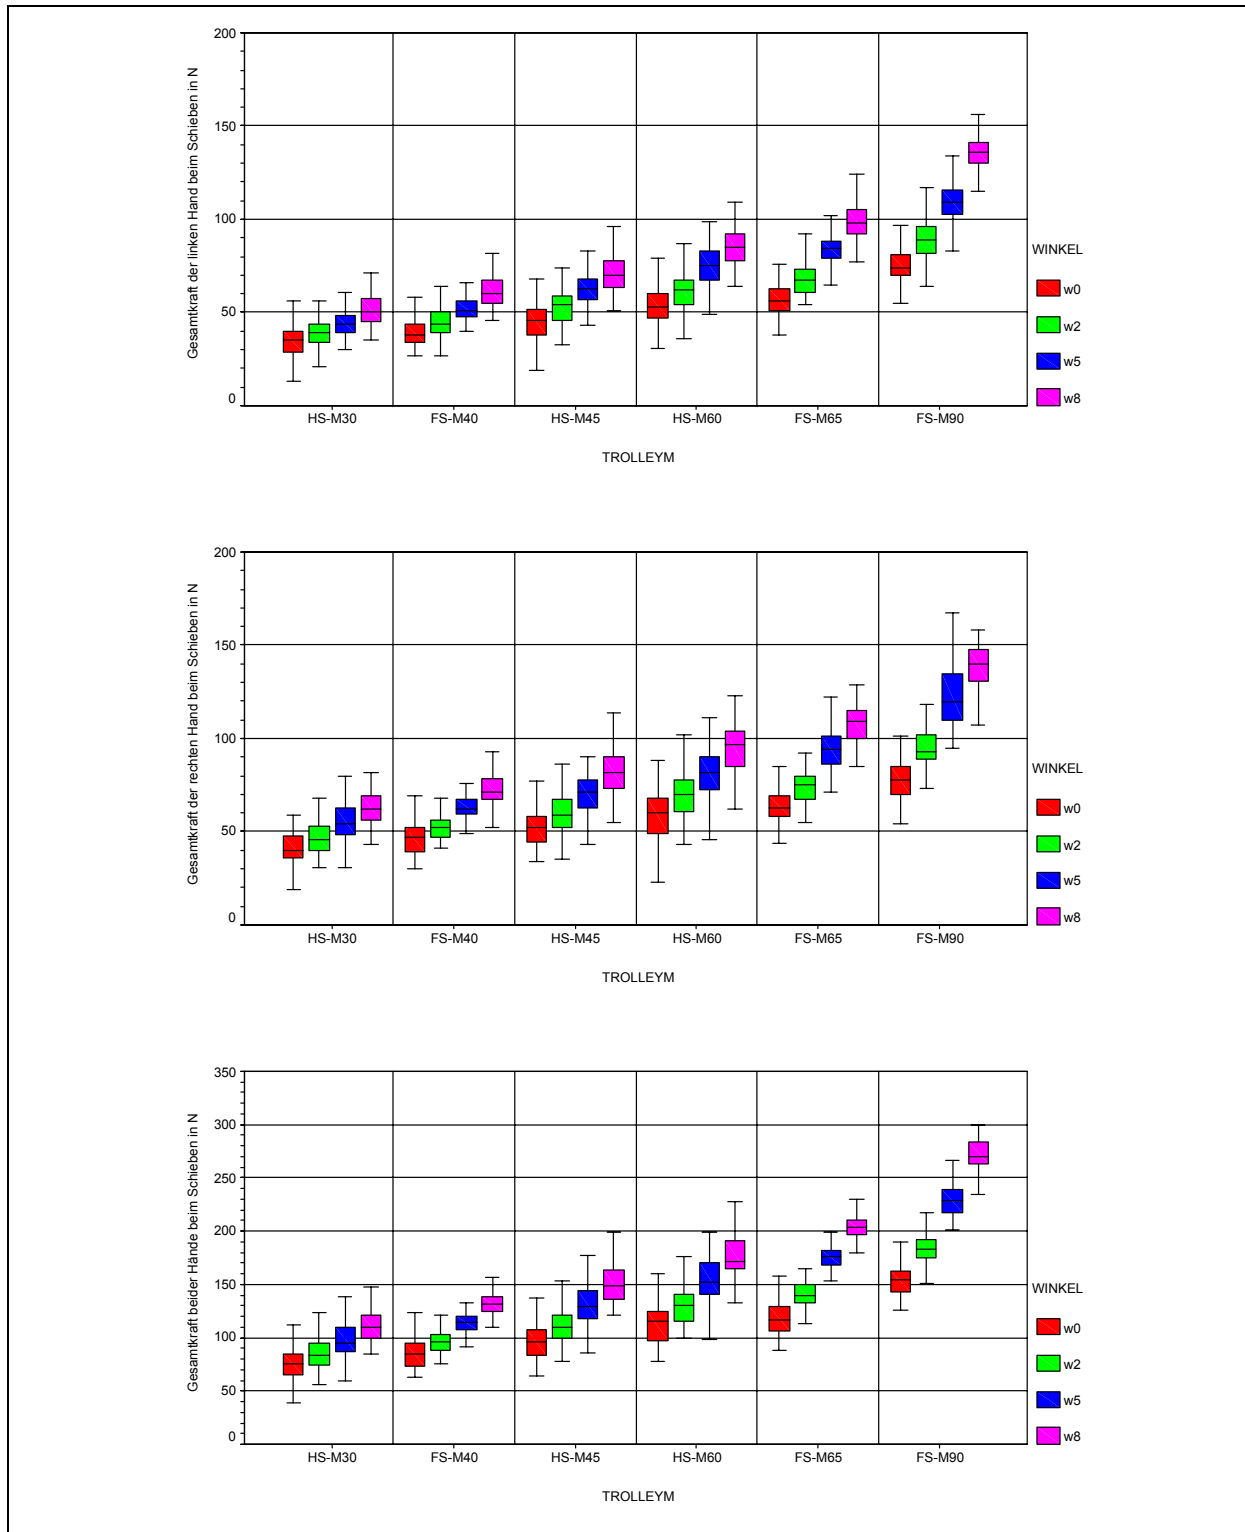 Gesamtkraft der linken Hand beim Schieben in N
200
150
100
50
0
HS-M30 FS-M40 HS-M45 HS-M60 FS-M65 FS-M90
TROLLEYM
WINKEL
w0
w2
w5
w8
Gesamtkraft der rechten Hand beim Schieben in N
200
150
100
50
0
HS-M30 FS-M40 HS-M45 HS-M60 FS-M65 FS-M90
TROLLEYM
WINKEL
w0
w2
w5
w8
Gesamtkraft beider Hände beim Schieben in N
350
300
250
200
150
100
50
0
HS-M30 FS-M40 HS-M45 HS-M60 FS-M65 FS-M90
TROLLEYM
WINKEL
w0
w2
w5
w8